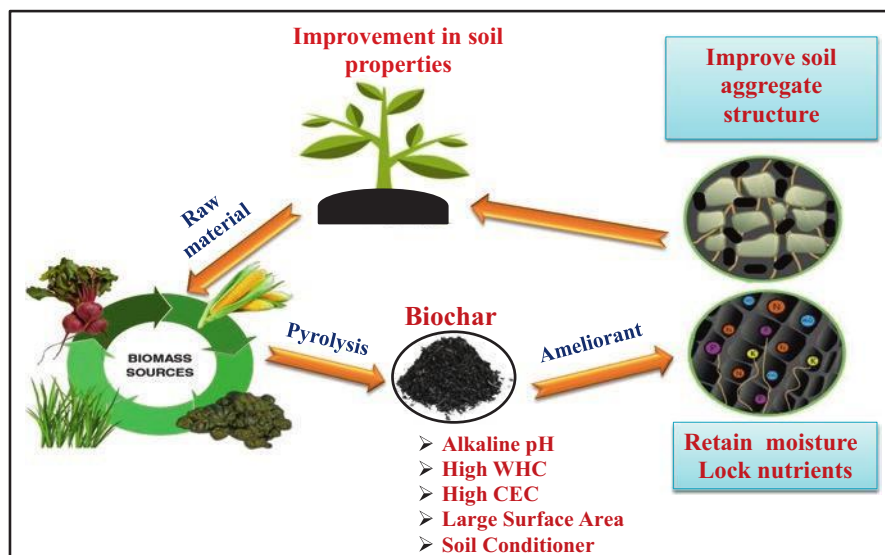 Improvement in soil
properties
Improve soil
aggregate
structure
Raw
material
BIOMASS
SOURCES
Pyrolysis
Biochar
Ameliorant
➢ Alkaline pH
➢ High WHC
➢ High CEC
➢ Large Surface Area
➢ Soil Conditioner
N
P
K
N
K
N
P
Retain moisture
Lock nutrients